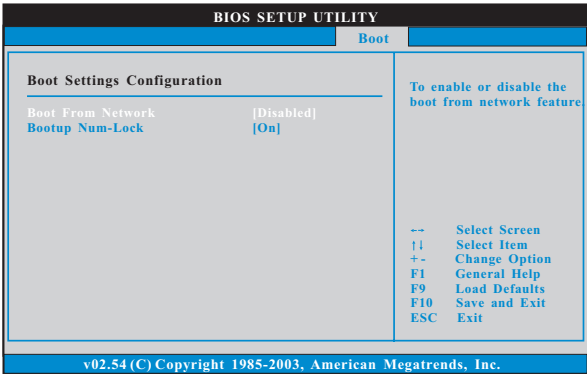 BIOS SETUP UTILITY
Boot
Boot Settings Configuration
Boot From Network [Disabled]
Bootup Num-Lock [On]
To enable or disable the
boot from network feature.
←→ Select Screen
↑↓ Select Item
+ - Change Option
F1 General Help
F9 Load Defaults
F10 Save and Exit
ESC Exit
v02.54 (C) Copyright 1985-2003, American Megatrends, Inc.